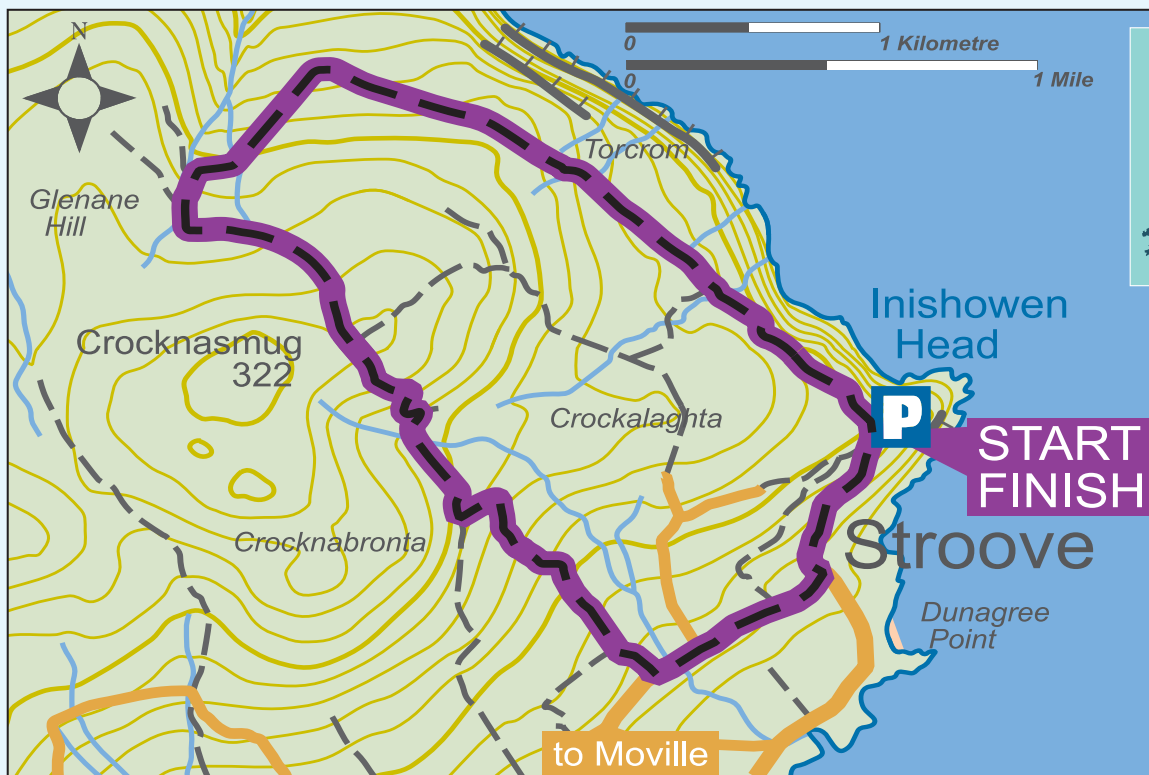 N
0
1 Kilometre
0
1 Mile
Torcrom
Glenane
Hill
Inishowen
Head
Crocknasmug
322
Crockalaghta
P
START
FINISH
Crocknabronta
Stroove
Dunagree
Point
to Moville